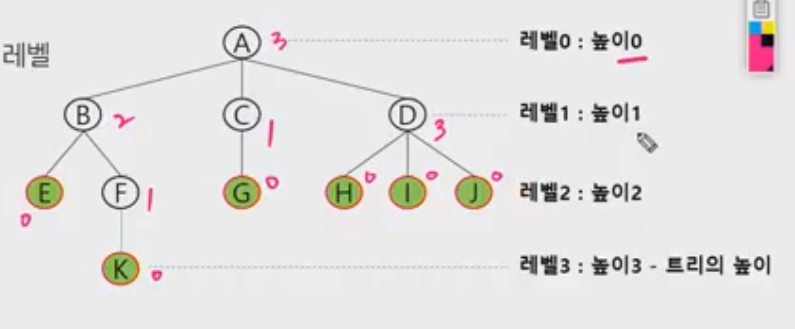 A 3 레벨0 : 높이0
레벨
B 2 C 1 D 3 레벨1 : 높이1
E 0 F 1 G 0 H 0 I 0 J 0 레벨2 : 높이2
K 0 레벨3 : 높이3 - 트리의 높이